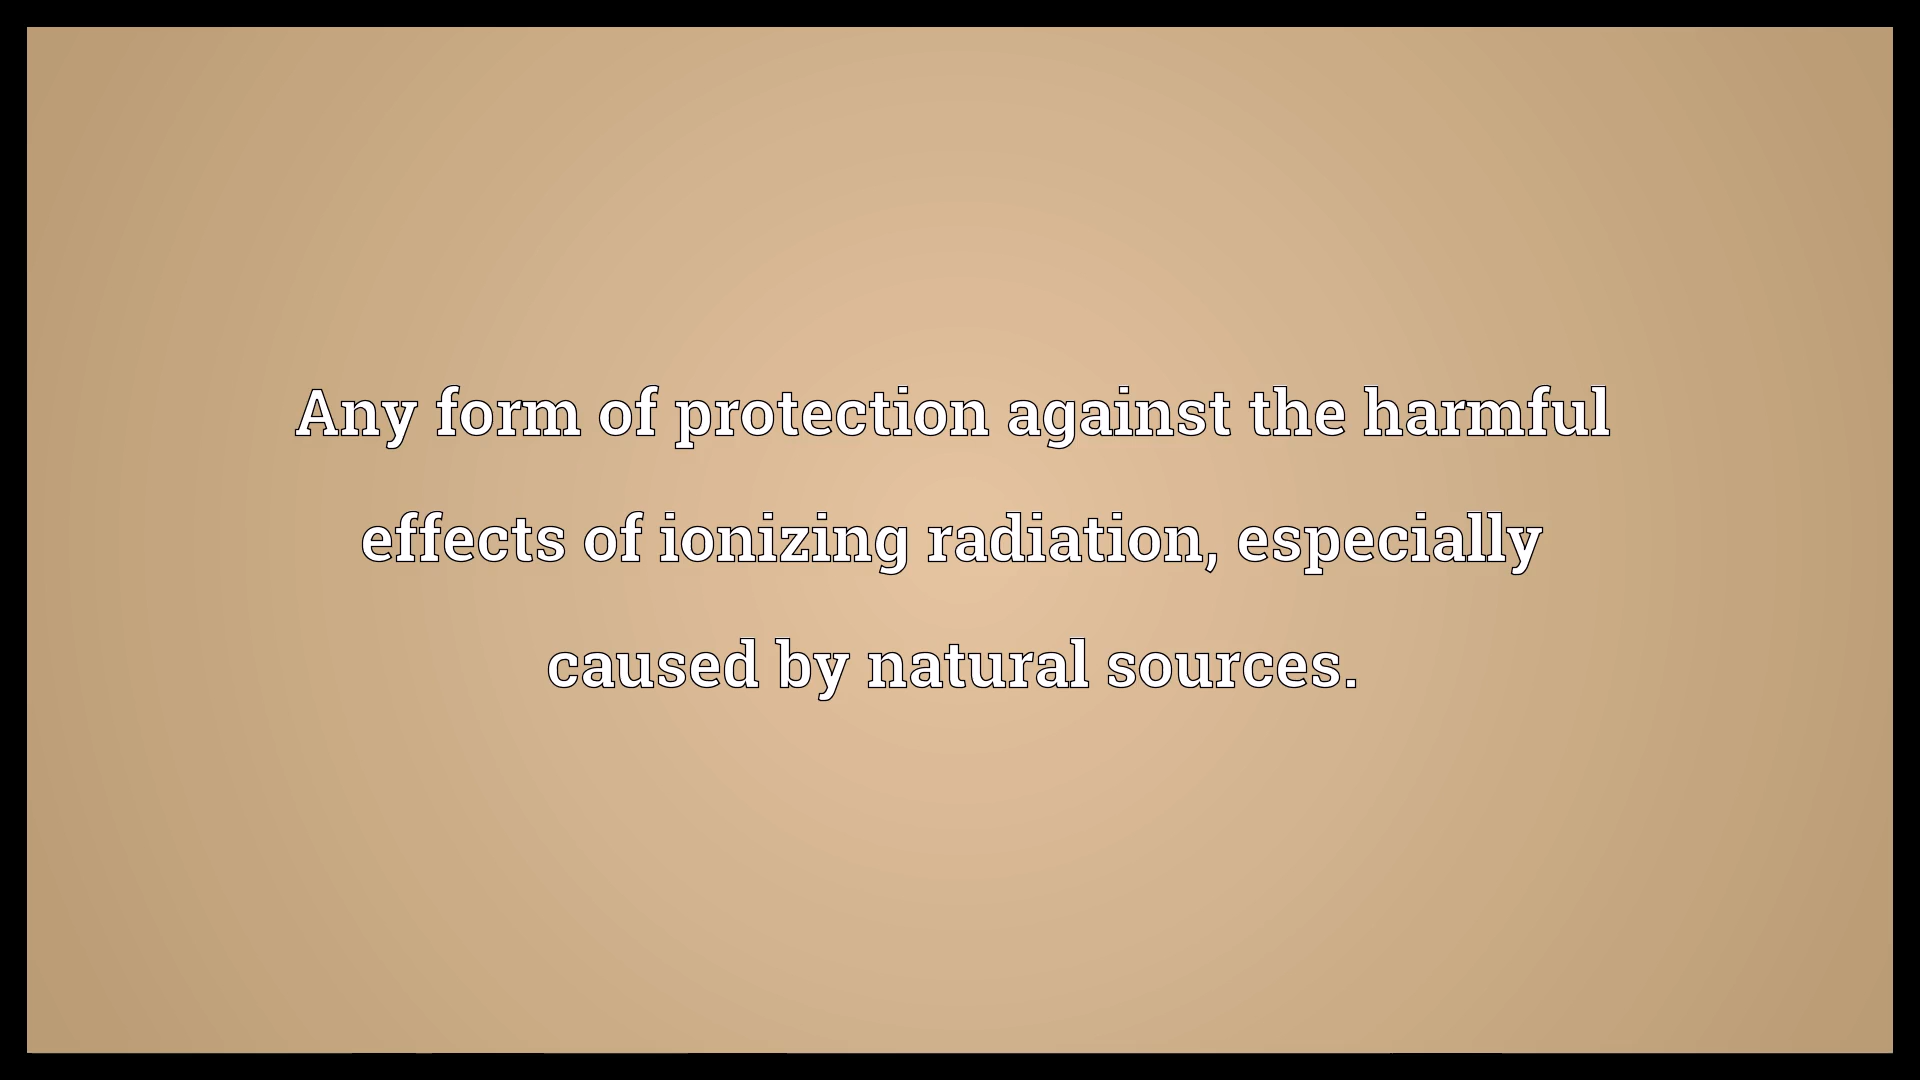 Any form of protection against the harmful
effects of ionizing radiation, especially
caused by natural sources.